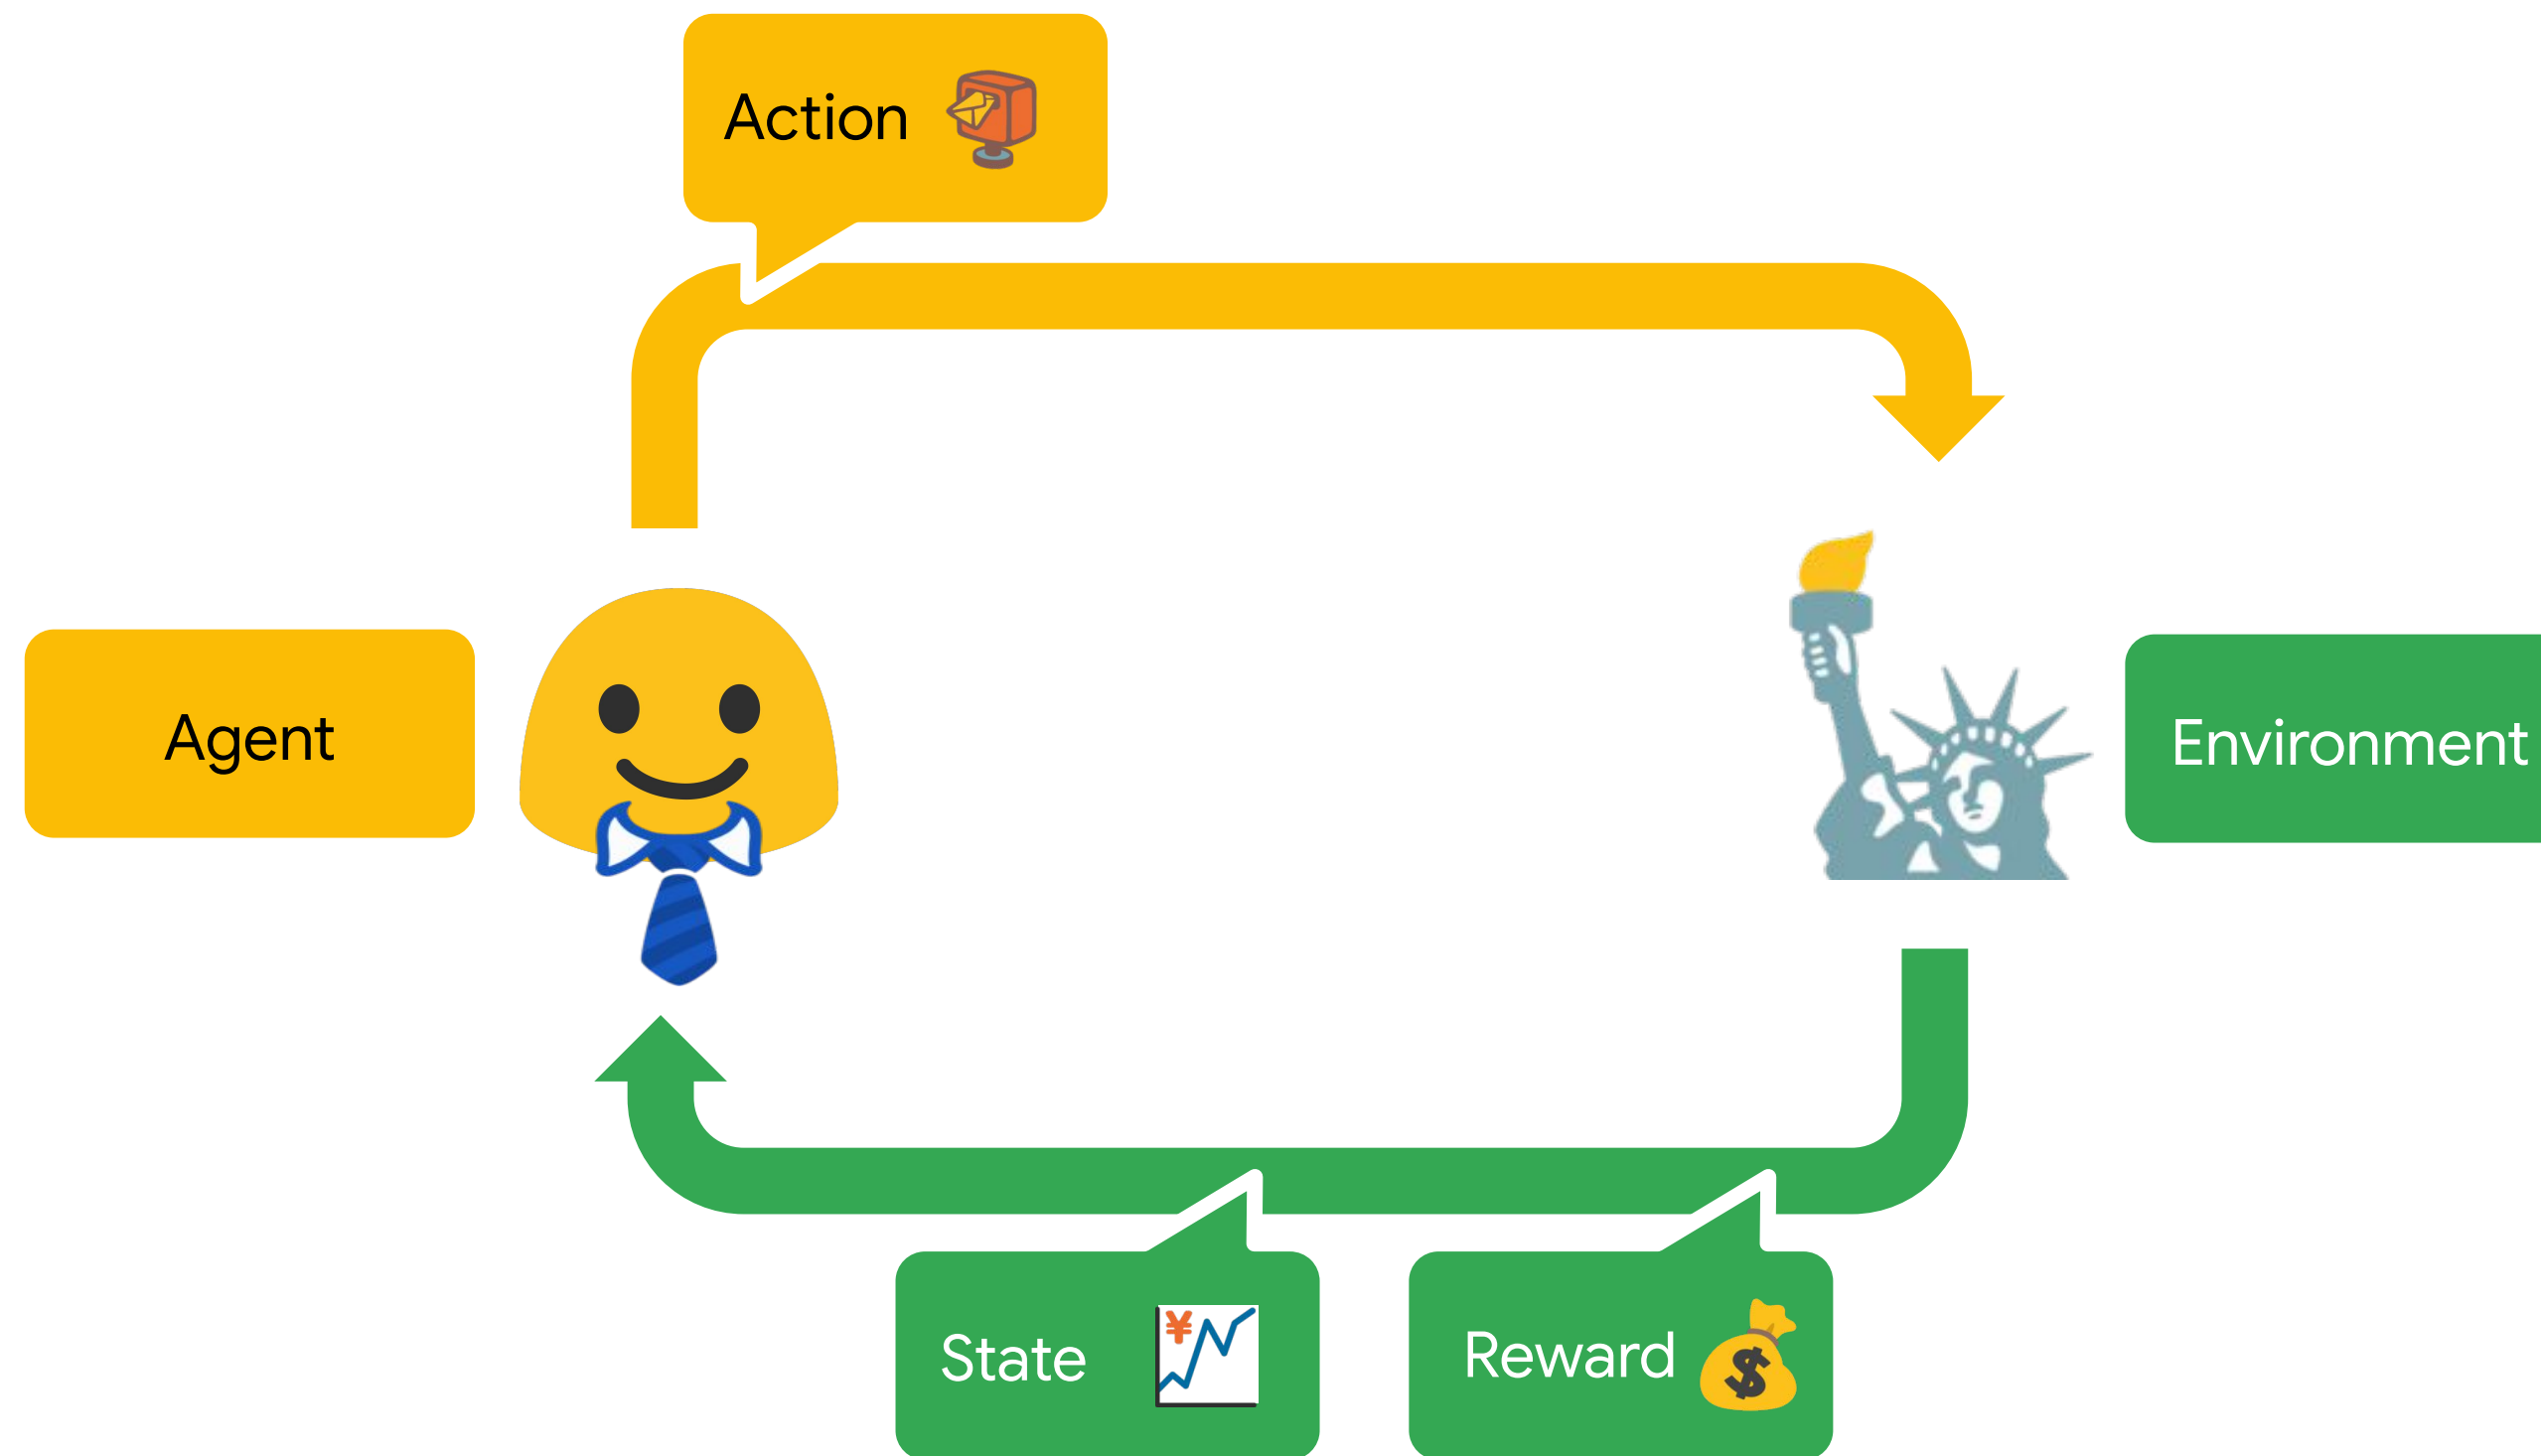 Action
Agent
Environment
State
¥
Reward
$